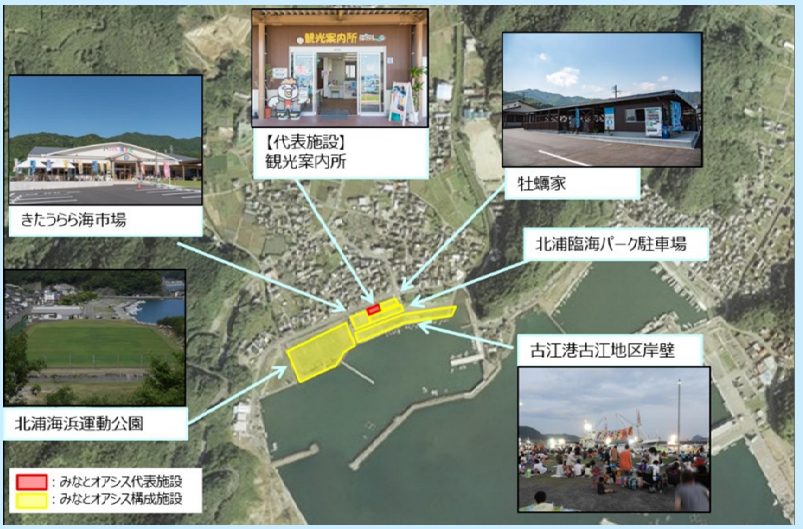 観光案内所
【代表施設】
観光案内所
牡蠣家
きたうらら海市場
北浦臨海パーク駐車場
古江港古江地区岸壁
北浦海浜運動公園
:みなとオアシス代表施設
:みなとオアシス構成施設